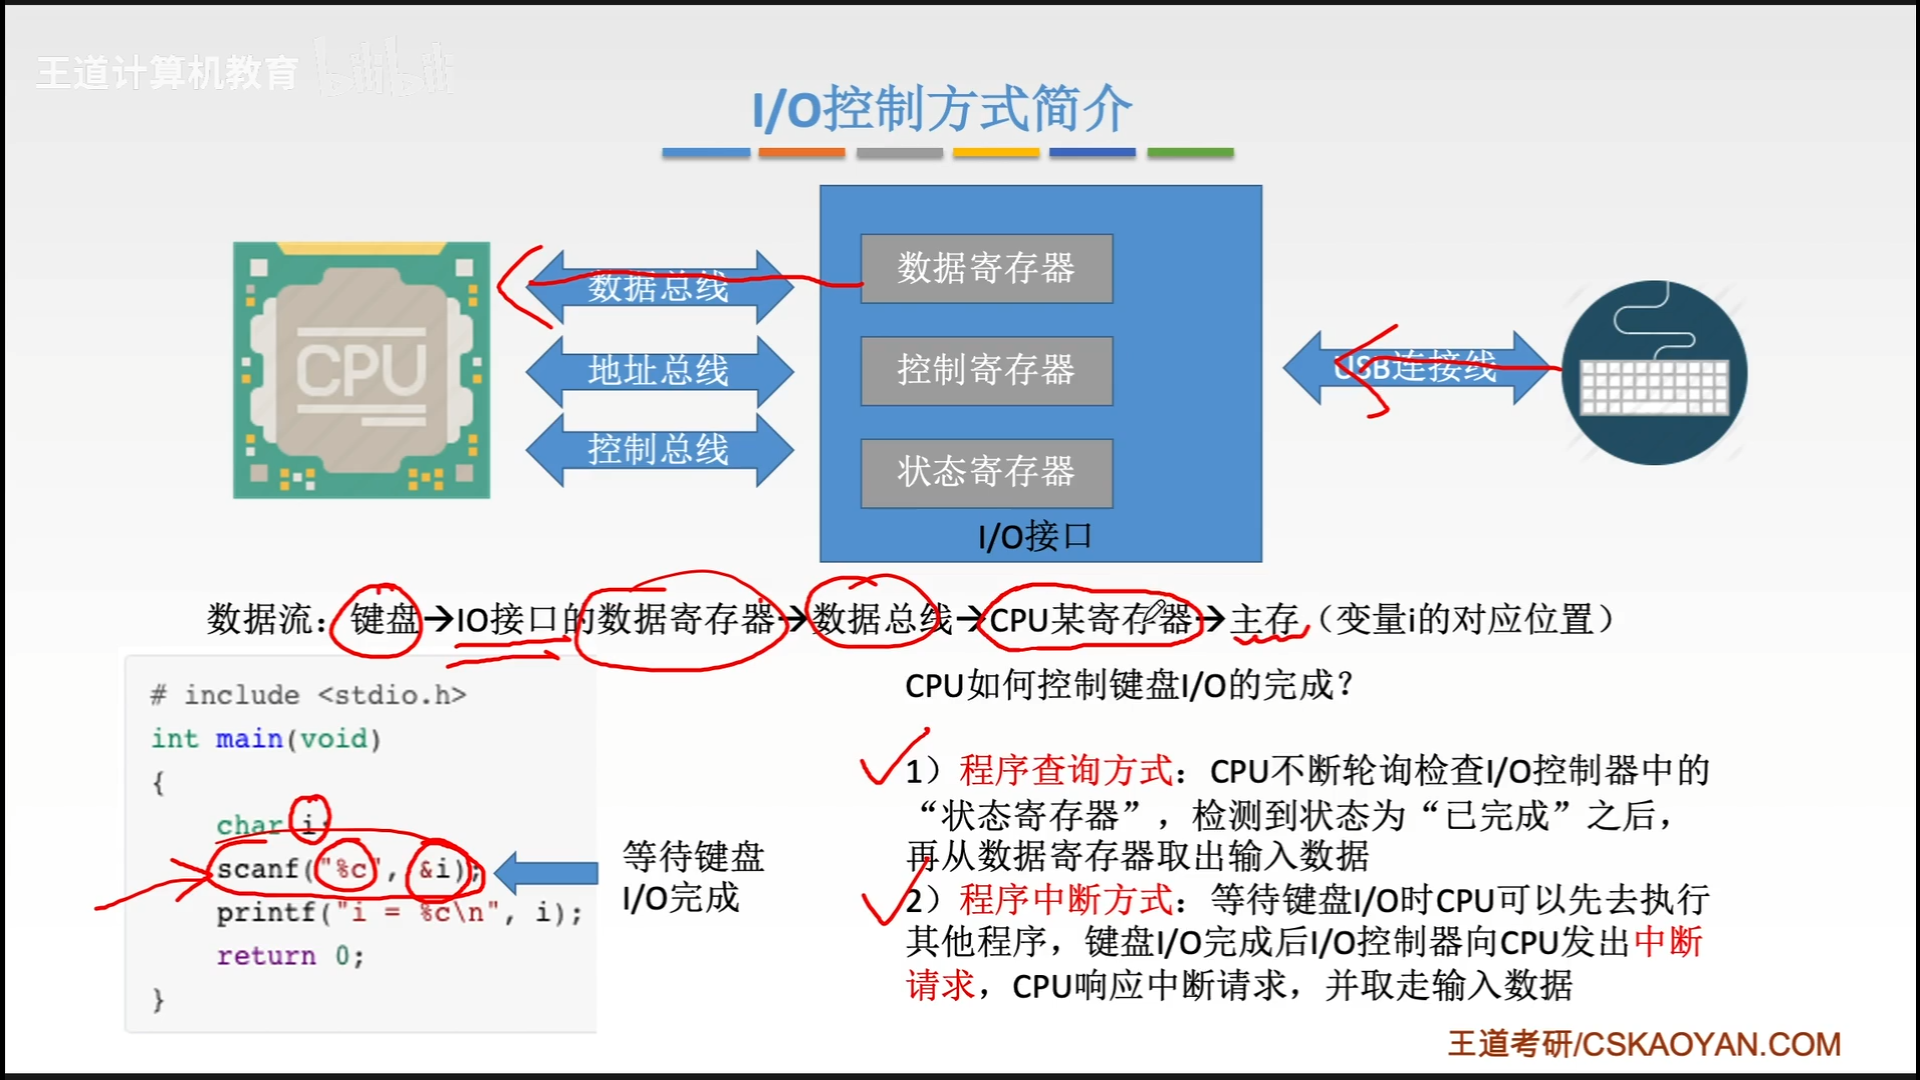 王道计算机教育 bilibili
I/O控制方式简介
CPU
数据总线
地址总线
控制总线
数据寄存器
控制寄存器
状态寄存器
I/O接口
USB连接线
数据流：键盘→IO接口的数据寄存器→数据总线→CPU某寄存器→主存（变量i的对应位置）
# include <stdio.h>
int main(void)
{
char i;
scanf("%c", &i);
printf("i = %c\n", i);
return 0;
}
等待键盘
I/O完成
CPU如何控制键盘I/O的完成？
1）程序查询方式：CPU不断轮询检查I/O控制器中的
“状态寄存器”，检测到状态为“已完成”之后，
再从数据寄存器取出输入数据
2）程序中断方式：等待键盘I/O时CPU可以先去执行
其他程序，键盘I/O完成后I/O控制器向CPU发出中断
请求，CPU响应中断请求，并取走输入数据
王道考研/CSKAOYAN.COM